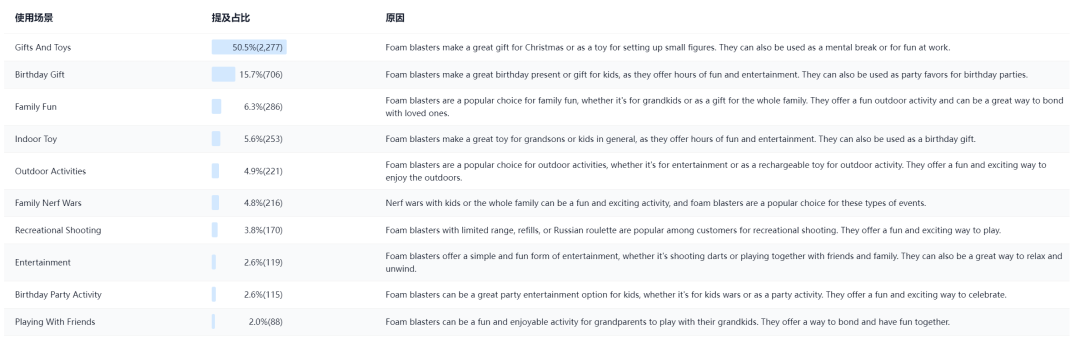 使用场景 提及占比 原因
Gifts And Toys 50.5%(2,277) Foam blasters make a great gift for Christmas or as a toy for setting up small figures. They can also be used as a mental break or for fun at work.
Birthday Gift 15.7%(706) Foam blasters make a great birthday present or gift for kids, as they offer hours of fun and entertainment. They can also be used as party favors for birthday parties.
Family Fun 6.3%(286) Foam blasters are a popular choice for family fun, whether it's for grandkids or as a gift for the whole family. They offer a fun outdoor activity and can be a great way to bond
with loved ones.
Indoor Toy 5.6%(253) Foam blasters make a great toy for grandsons or kids in general, as they offer hours of fun and entertainment. They can also be used as a birthday gift.
Outdoor Activities 4.9%(221) Foam blasters are a popular choice for outdoor activities, whether it's for entertainment or as a rechargeable toy for outdoor activity. They offer a fun and exciting way to
enjoy the outdoors.
Family Nerf Wars 4.8%(216) Nerf wars with kids or the whole family can be a fun and exciting activity, and foam blasters are a popular choice for these types of events.
Recreational Shooting 3.8%(170) Foam blasters with limited range, refills, or Russian roulette are popular among customers for recreational shooting. They offer a fun and exciting way to play.
Entertainment 2.6%(119) Foam blasters offer a simple and fun form of entertainment, whether it's shooting darts or playing together with friends and family. They can also be a great way to relax and
unwind.
Birthday Party Activity 2.6%(115) Foam blasters can be a great party entertainment option for kids, whether it's for kids wars or as a party activity. They offer a fun and exciting way to celebrate.
Playing With Friends 2.0%(88) Foam blasters can be a fun and enjoyable activity for grandparents to play with their grandkids. They offer a way to bond and have fun together.